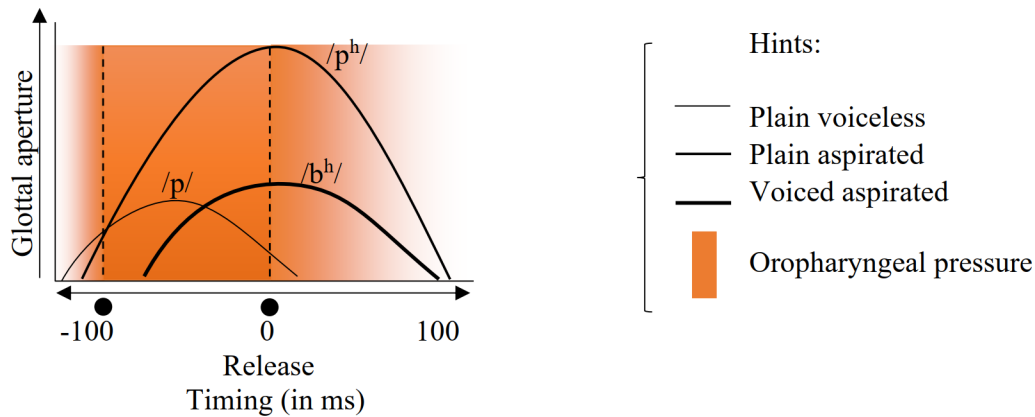 Glottal aperture
/pʰ/
/p/
/bʰ/
-100
0
100
Release
Timing (in ms)
Hints:
Plain voiceless
Plain aspirated
Voiced aspirated
Oropharyngeal pressure